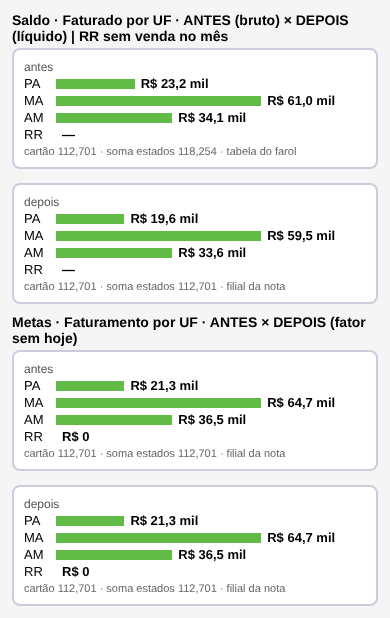 Saldo · Faturado por UF · ANTES (bruto) × DEPOIS
(líquido) | RR sem venda no mês
antes
PA R$ 23,2 mil
MA R$ 61,0 mil
AM R$ 34,1 mil
RR —
cartão 112,701 · soma estados 118,254 · tabela do farol
depois
PA R$ 19,6 mil
MA R$ 59,5 mil
AM R$ 33,6 mil
RR —
cartão 112,701 · soma estados 112,701 · filial da nota
Metas · Faturamento por UF · ANTES × DEPOIS (fator
sem hoje)
antes
PA R$ 21,3 mil
MA R$ 64,7 mil
AM R$ 36,5 mil
RR R$ 0
cartão 112,701 · soma estados 112,701 · filial da nota
depois
PA R$ 21,3 mil
MA R$ 64,7 mil
AM R$ 36,5 mil
RR R$ 0
cartão 112,701 · soma estados 112,701 · filial da nota